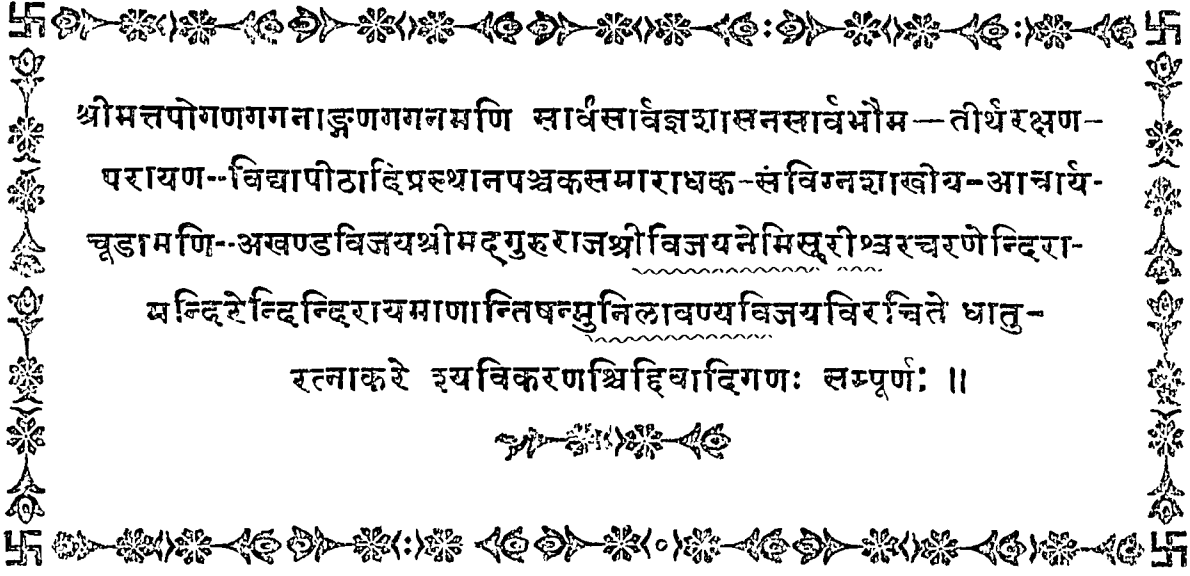 श्रीमत्तपोगणगगनाङ्गणगगनमणि सार्वसार्वज्ञशासनसार्वभौम—तीर्थरक्षण-
परायण--विद्यापीठादिप्रस्थानपञ्चकसमाराधक-संविग्नशाखीय-आचार्य-
चूडामणि--अखण्डविजयश्रीमद्गुरुराजश्रीविजयनेमिसूरीश्वरचरणेन्दिरा-
मन्दिरेन्दिन्दिरायमाणान्तिषन्मुनिलावण्यविजयविरचिते धातु-
रत्नाकरे श्यविकरणश्चिद्दिवादिगणः सम्पूर्णः ॥